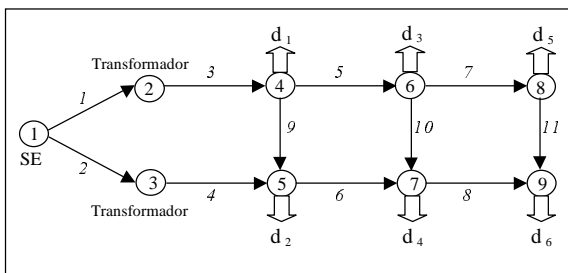 d 1 d 3 d 5
Transformador
3 5 7
1 2 4 6 8
1 9 10 11
SE 2
3 4 5 6 7 8 9
Transformador
d 2 d 4 d 6